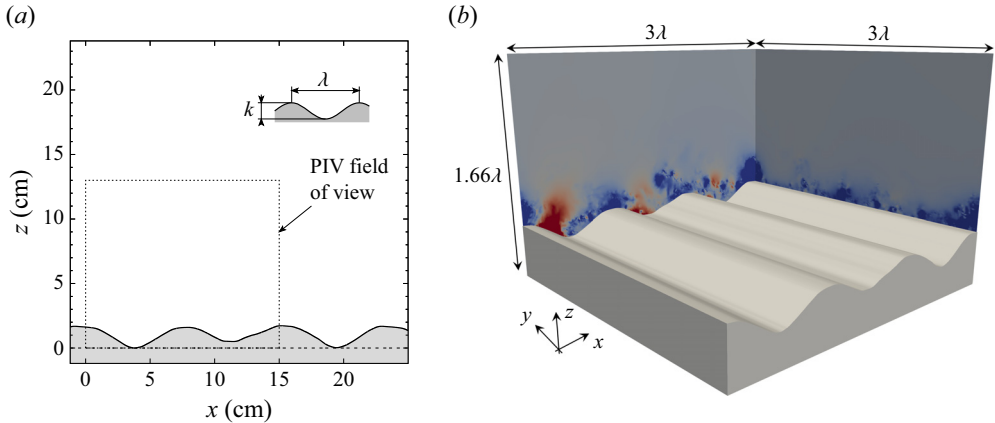 (a)
20
15
10
5
0
z (cm)
λ
k
PIV field
of view
0
5
10
15
20
x (cm)
(b)
3λ
3λ
1.66λ
y
z
x